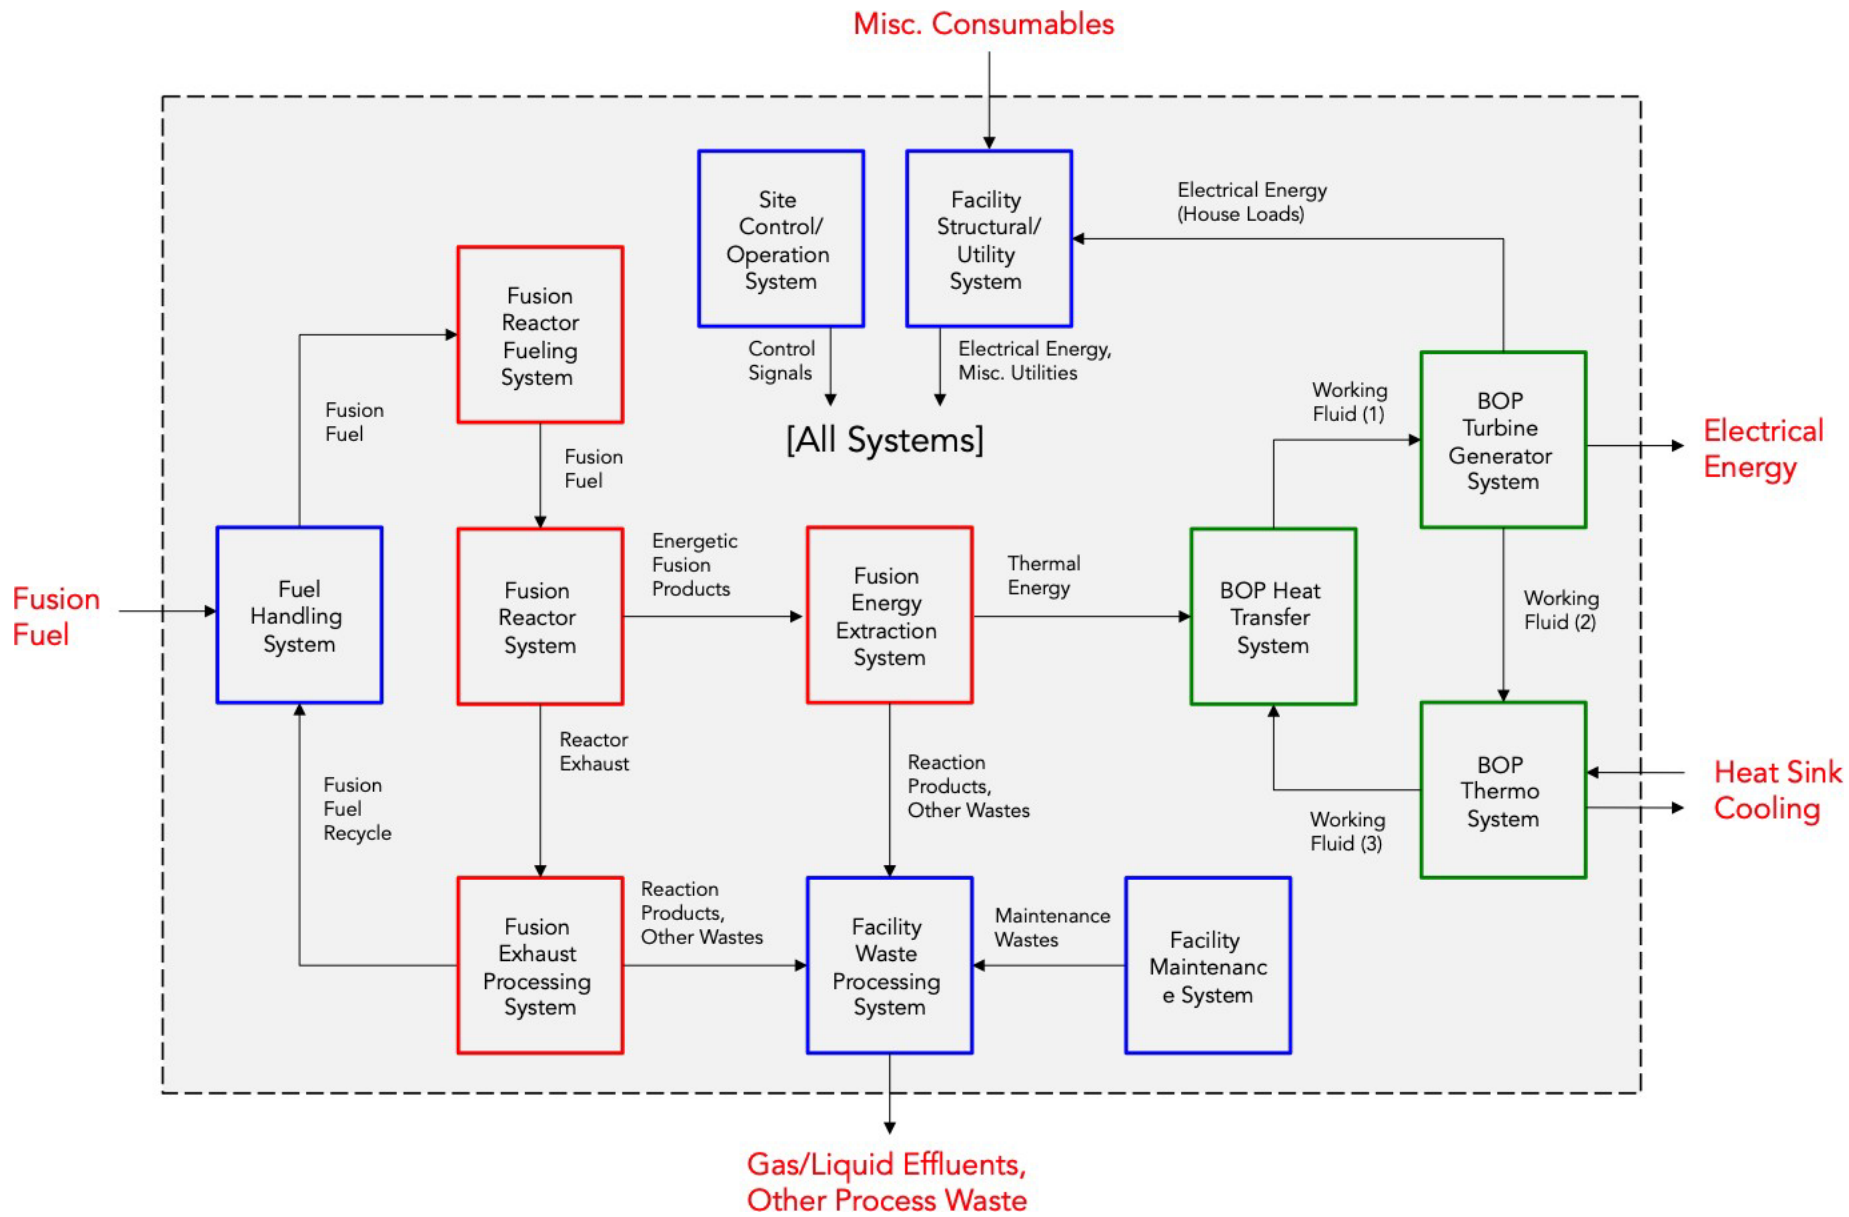 Misc. Consumables
Site
Control/
Operation
System
Facility
Structural/
Utility
System
Electrical Energy
(House Loads)
Fusion
Reactor
Fueling
System
Control
Signals
Electrical Energy,
Misc. Utilities
[All Systems]
Fusion
Fuel
Fusion
Fuel
Working
Fluid (1)
BOP
Turbine
Generator
System
Electrical
Energy
Fusion
Fuel
Fuel
Handling
System
Fusion
Reactor
System
Energetic
Fusion
Products
Fusion
Energy
Extraction
System
Thermal
Energy
BOP Heat
Transfer
System
Working
Fluid (2)
Reactor
Exhaust
Reaction
Products,
Other Wastes
Fusion
Fuel
Recycle
Working
Fluid (3)
BOP
Thermo
System
Heat Sink
Cooling
Fusion
Exhaust
Processing
System
Reaction
Products,
Other Wastes
Facility
Waste
Processing
System
Maintenance
Wastes
Facility
Maintenanc
e System
Gas/Liquid Effluents,
Other Process Waste